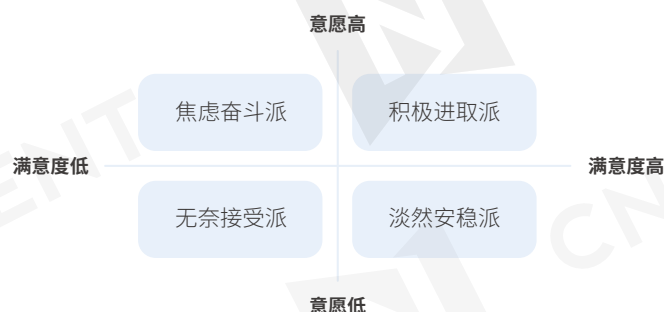 意愿高
焦虑奋斗派
积极进取派
满意度低
满意度高
无奈接受派
淡然安稳派
意愿低